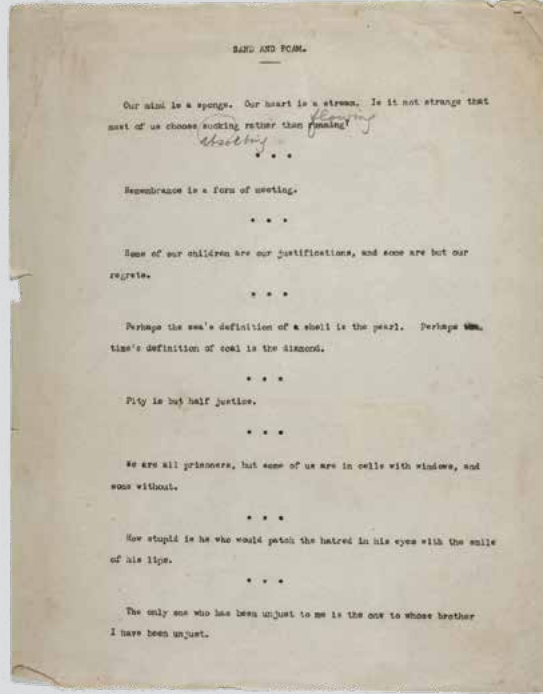 SAND AND FOAM.
Our mind is a sponge. Our heart is a stream. Is it not strange that
flowing
most of us choose sucking rather than running?
* * *
Remembrance is a form of meeting.
* * *
Some of our children are our justifications, and some are but our
regrets.
* * *
Perhaps the sea's definition of a shell is the pearl. Perhaps
time's definition of coal is the diamond.
* * *
Pity is but half justice.
* * *
We are all prisoners, but some of us are in cells with windows, and
some without.
* * *
How stupid is he who would patch the hatred in his eyes with the smile
of his lips.
* * *
The only one who has been unjust to me is the one to whose brother
I have been unjust.